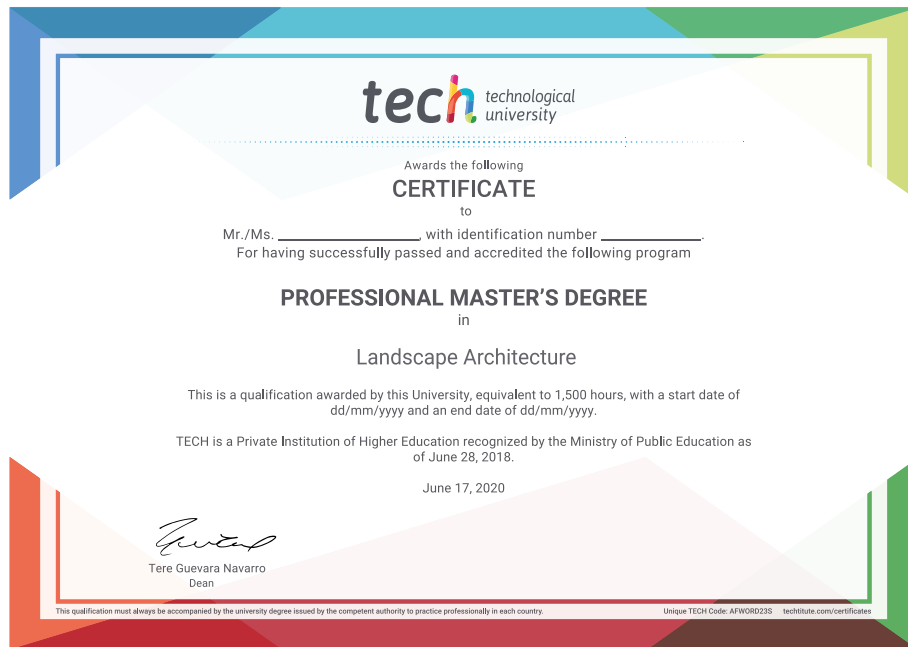 tech technological
university
Awards the following
CERTIFICATE
to
Mr./Ms. ____________________, with identification number ______________.
For having successfully passed and accredited the following program
PROFESSIONAL MASTER'S DEGREE
in
Landscape Architecture
This is a qualification awarded by this University, equivalent to 1,500 hours, with a start date of
dd/mm/yyyy and an end date of dd/mm/yyyy.
TECH is a Private Institution of Higher Education recognized by the Ministry of Public Education as
of June 28, 2018.
June 17, 2020
Tere Guevara Navarro
Dean
This qualification must always be accompanied by the university degree issued by the competent authority to practice professionally in each country. Unique TECH Code: AFWORD23S techtitute.com/certificates